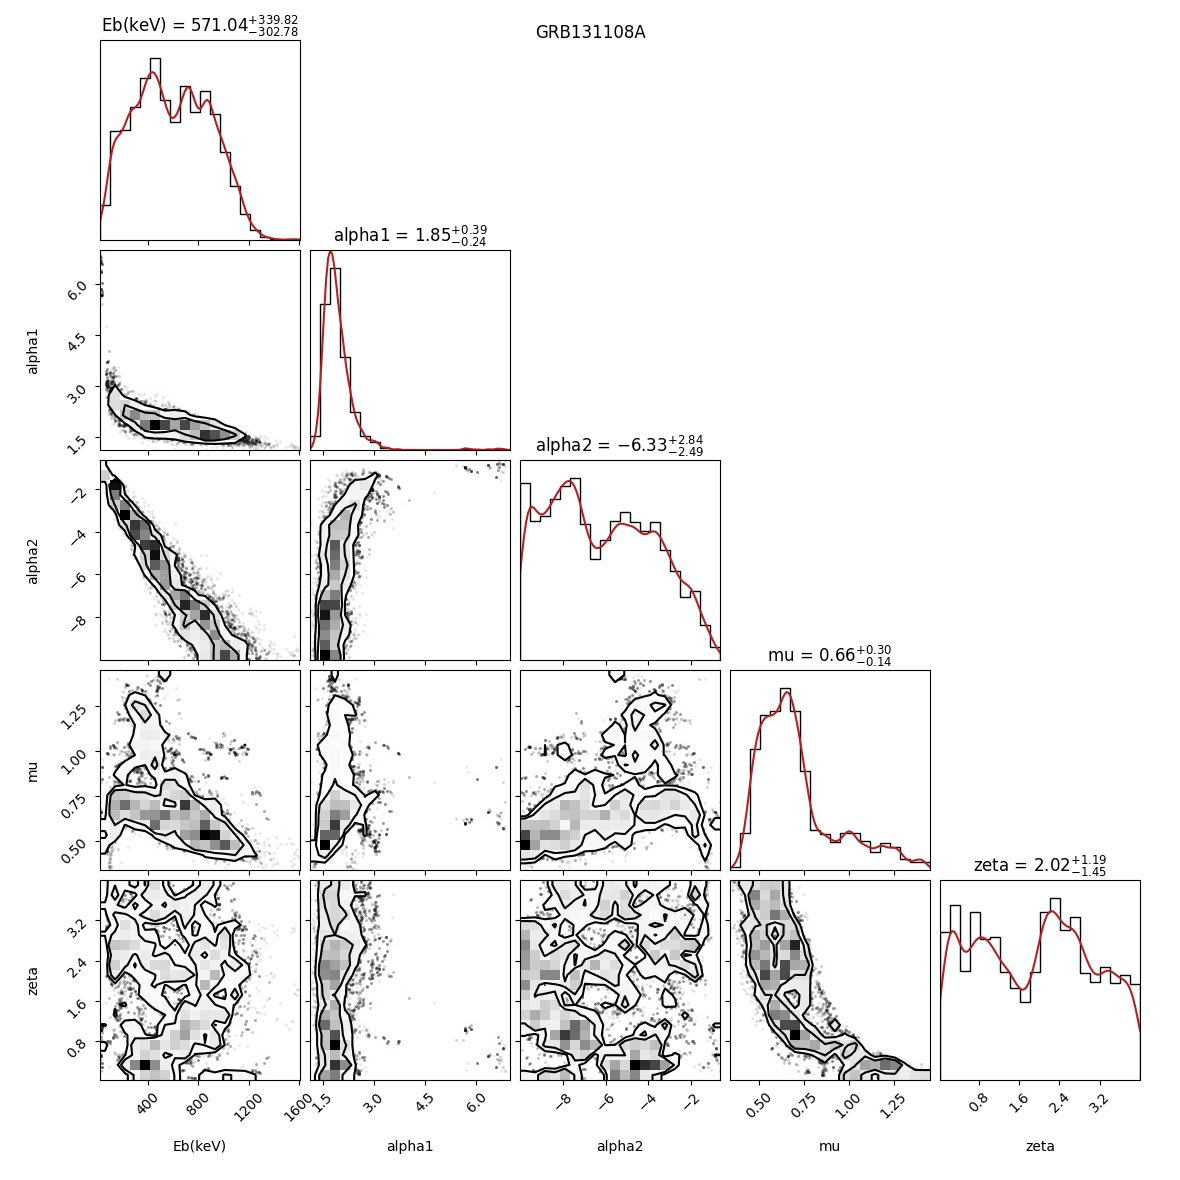 GRB131108A
Eb(keV) = 571.04+339.82−302.78
alpha1 = 1.85+0.39−0.24
6.0
4.5
3.0
1.5
alpha1
alpha2 = −6.33+2.84−2.49
−2
−4
−6
−8
alpha2
mu = 0.66+0.30−0.14
1.25
1.00
0.75
0.50
mu
zeta = 2.02+1.19−1.45
3.2
2.4
1.6
0.8
zeta
400 800 1200 1600 1.5 3.0 4.5 6.0 −8 −6 −4 −2 0.50 0.75 1.00 1.25 0.8 1.6 2.4 3.2
Eb(keV) alpha1 alpha2 mu zeta